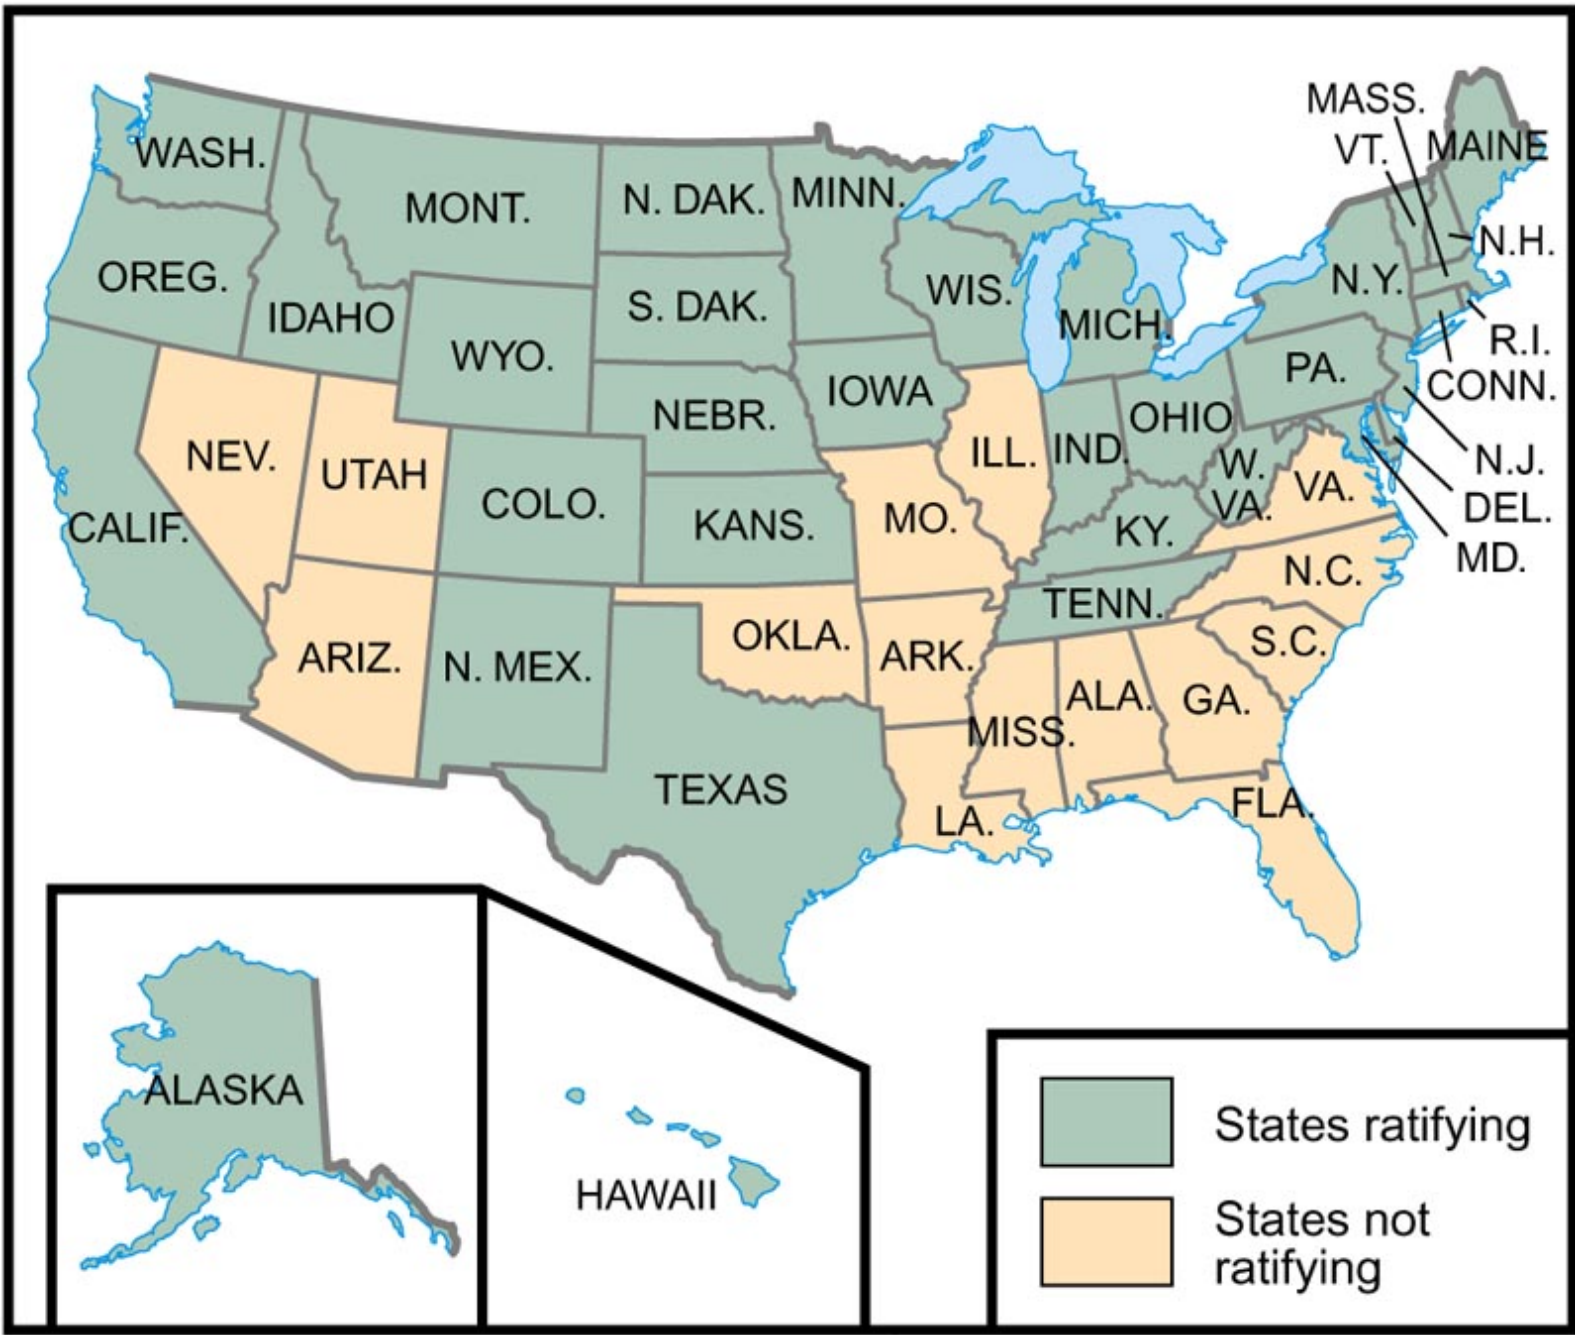 MASS.
VT.
MAINE
WASH.
MONT.
N. DAK.
MINN.
N.H.
OREG.
IDAHO
S. DAK.
WIS.
N.Y.
MICH.
R.I.
WYO.
PA.
CONN.
NEBR.
IOWA
OHIO
NEV.
UTAH
ILL.
IND.
W.
VA.
VA.
N.J.
DEL.
MD.
CALIF.
COLO.
KANS.
MO.
KY.
N.C.
TENN.
ARIZ.
N. MEX.
OKLA.
ARK.
S.C.
MISS.
ALA.
GA.
TEXAS
LA.
FLA.
ALASKA
HAWAII
States ratifying
States not
ratifying